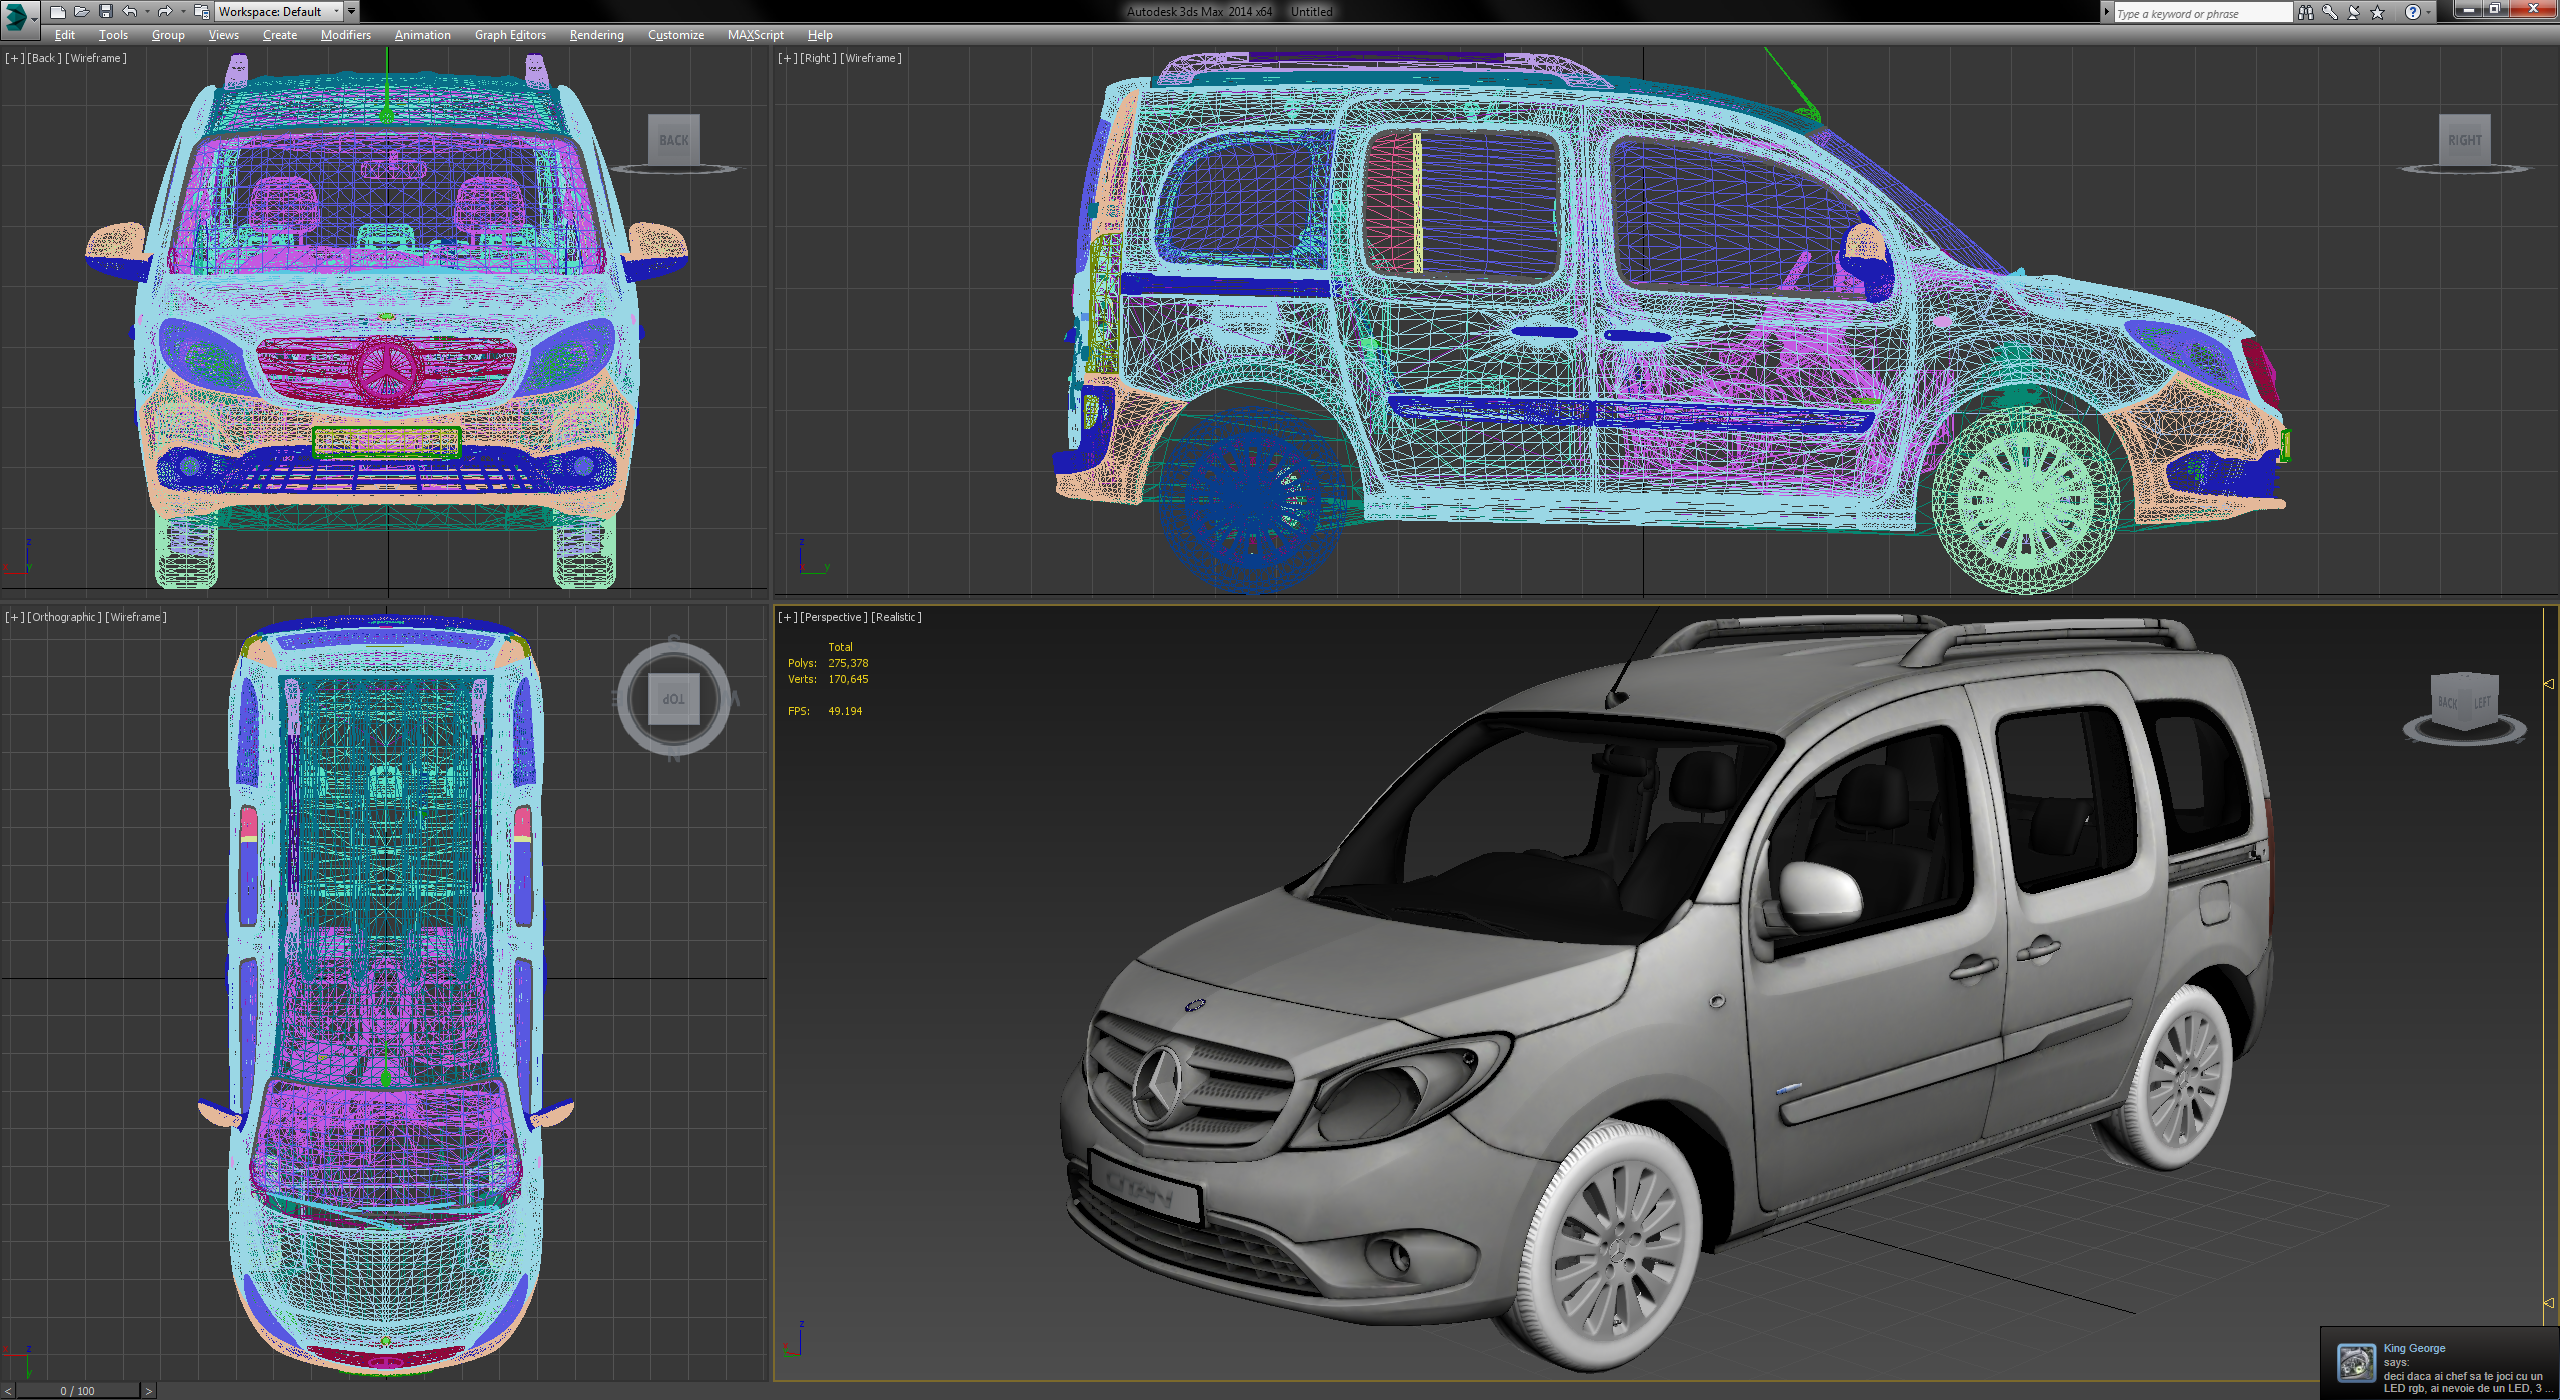 Workspace: Default
Autodesk 3ds Max 2014 x64 Untitled
Type a keyword or phrase
Edit Tools Group Views Create Modifiers Animation Graph Editors Rendering Customize MAXScript Help
[+] [Back] [Wireframe]
BACK
z
x
y
[+] [Right] [Wireframe]
RIGHT
z
y
[+] [Orthographic] [Wireframe]
S
TOP
N
z
x
y
[+] [Perspective] [Realistic]
Total
Polys: 275,378
Verts: 170,645
FPS: 49.194
BACK LEFT
z
King George
says:
deci daca ai chef sa te joci cu un
LED rgb, ai nevoie de un LED, 3 ...
< 0 / 100 >